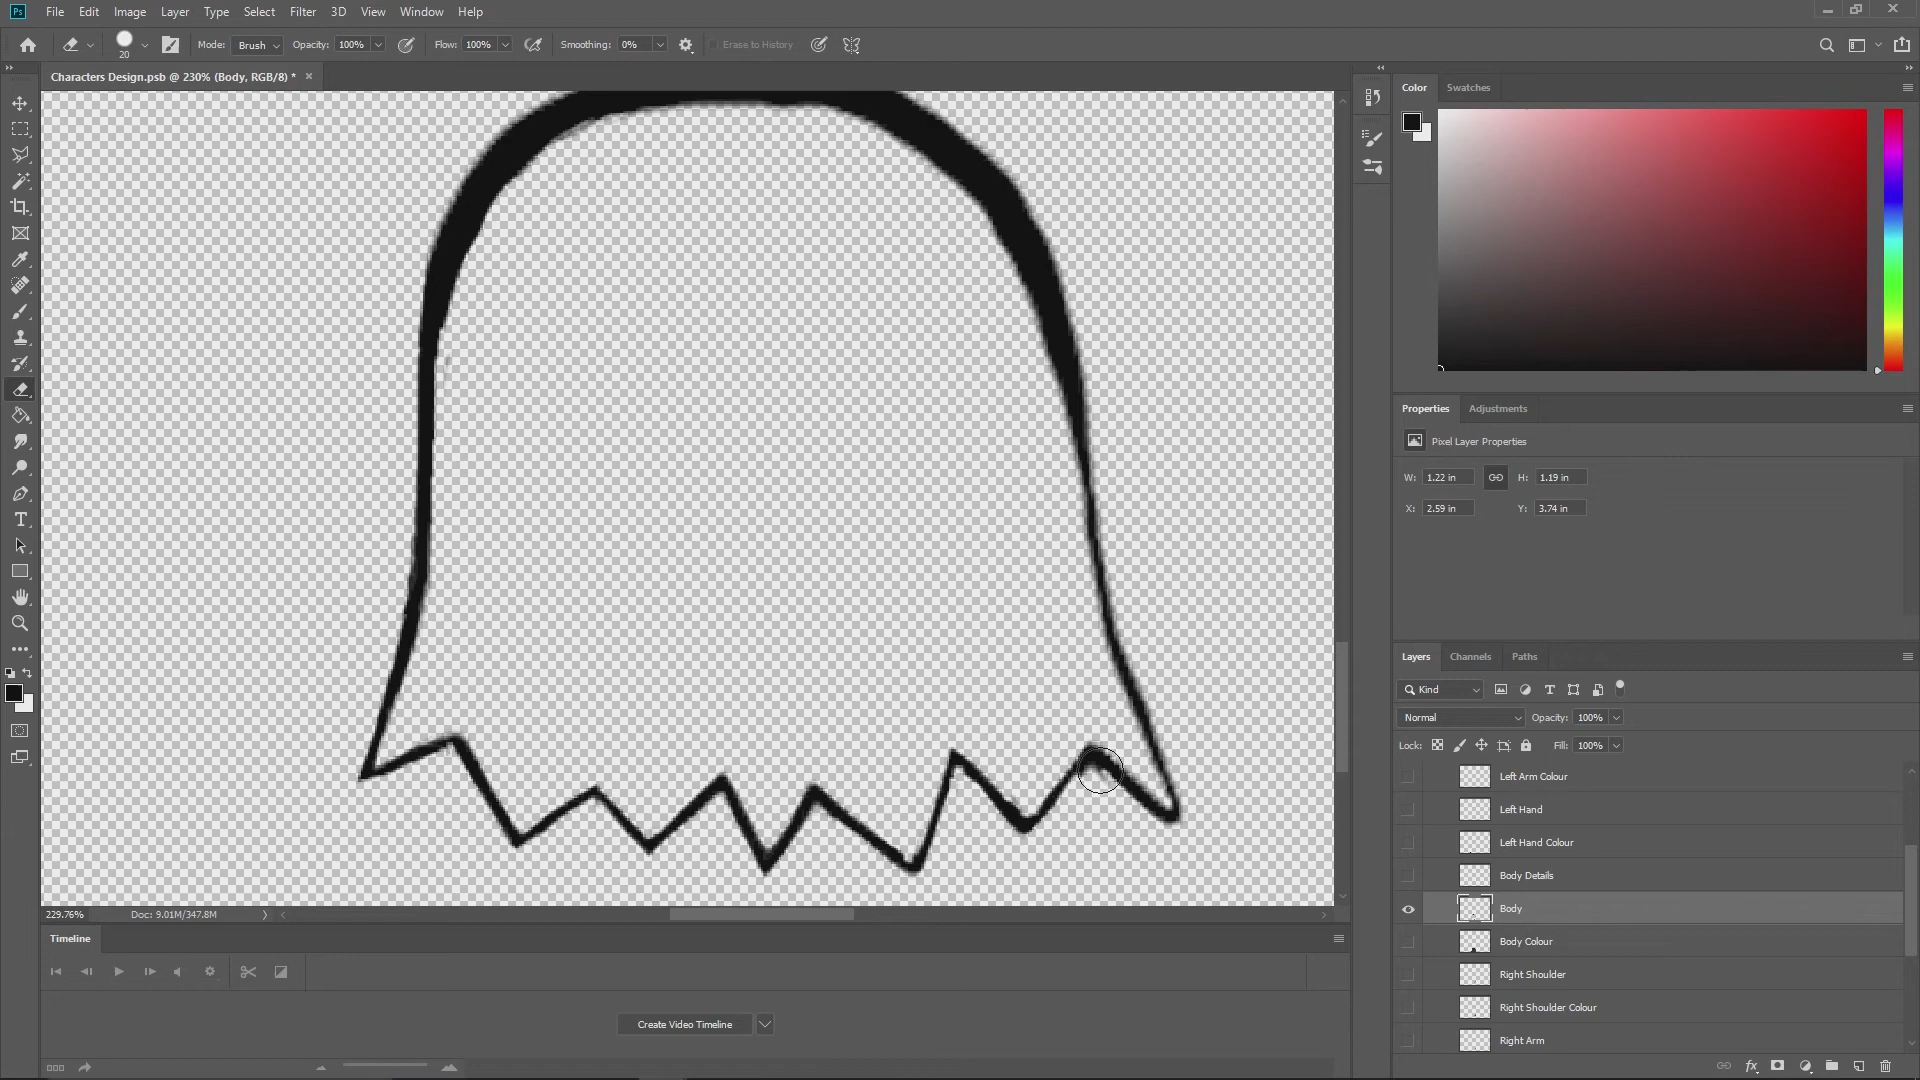 Ps File Edit Image Layer Type Select Filter 3D View Window Help
20 Mode: Brush Opacity: 100% Flow: 100% Smoothing: 0% Erase to History
Characters Design.psb @ 230% (Body, RGB/8) *
Color Swatches
Properties Adjustments
Pixel Layer Properties
W: 1.22 in H: 1.19 in
X: 2.59 in Y: 3.74 in
Layers Channels Paths
Kind
Normal Opacity: 100%
Lock: Fill: 100%
Left Arm Colour
Left Hand
Left Hand Colour
Body Details
Body
Body Colour
Right Shoulder
Right Shoulder Colour
Right Arm
229.76% Doc: 9.01M/347.8M
Timeline
Create Video Timeline